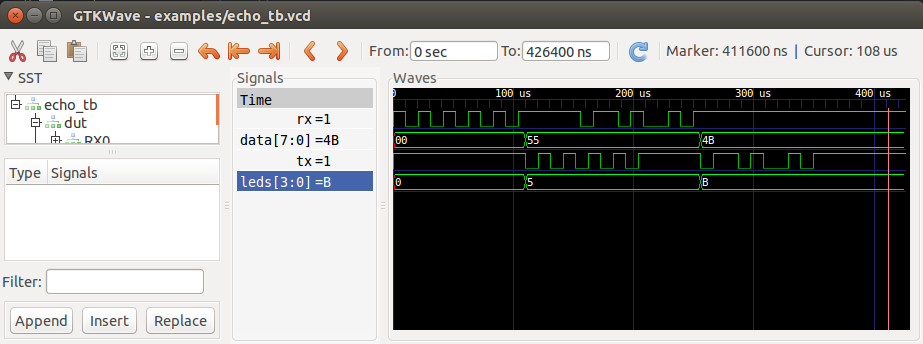 GTKWave - examples/echo_tb.vcd
From: 0 sec To: 426400 ns Marker: 411600 ns | Cursor: 108 us
SST
echo_tb
dut
RX0
Type Signals
Filter:
Append Insert Replace
Signals
Time
rx=1
data[7:0]=4B
tx=1
leds[3:0]=B
Waves
0 100 us 200 us 300 us 400 us
00 55 4B
0 5 B